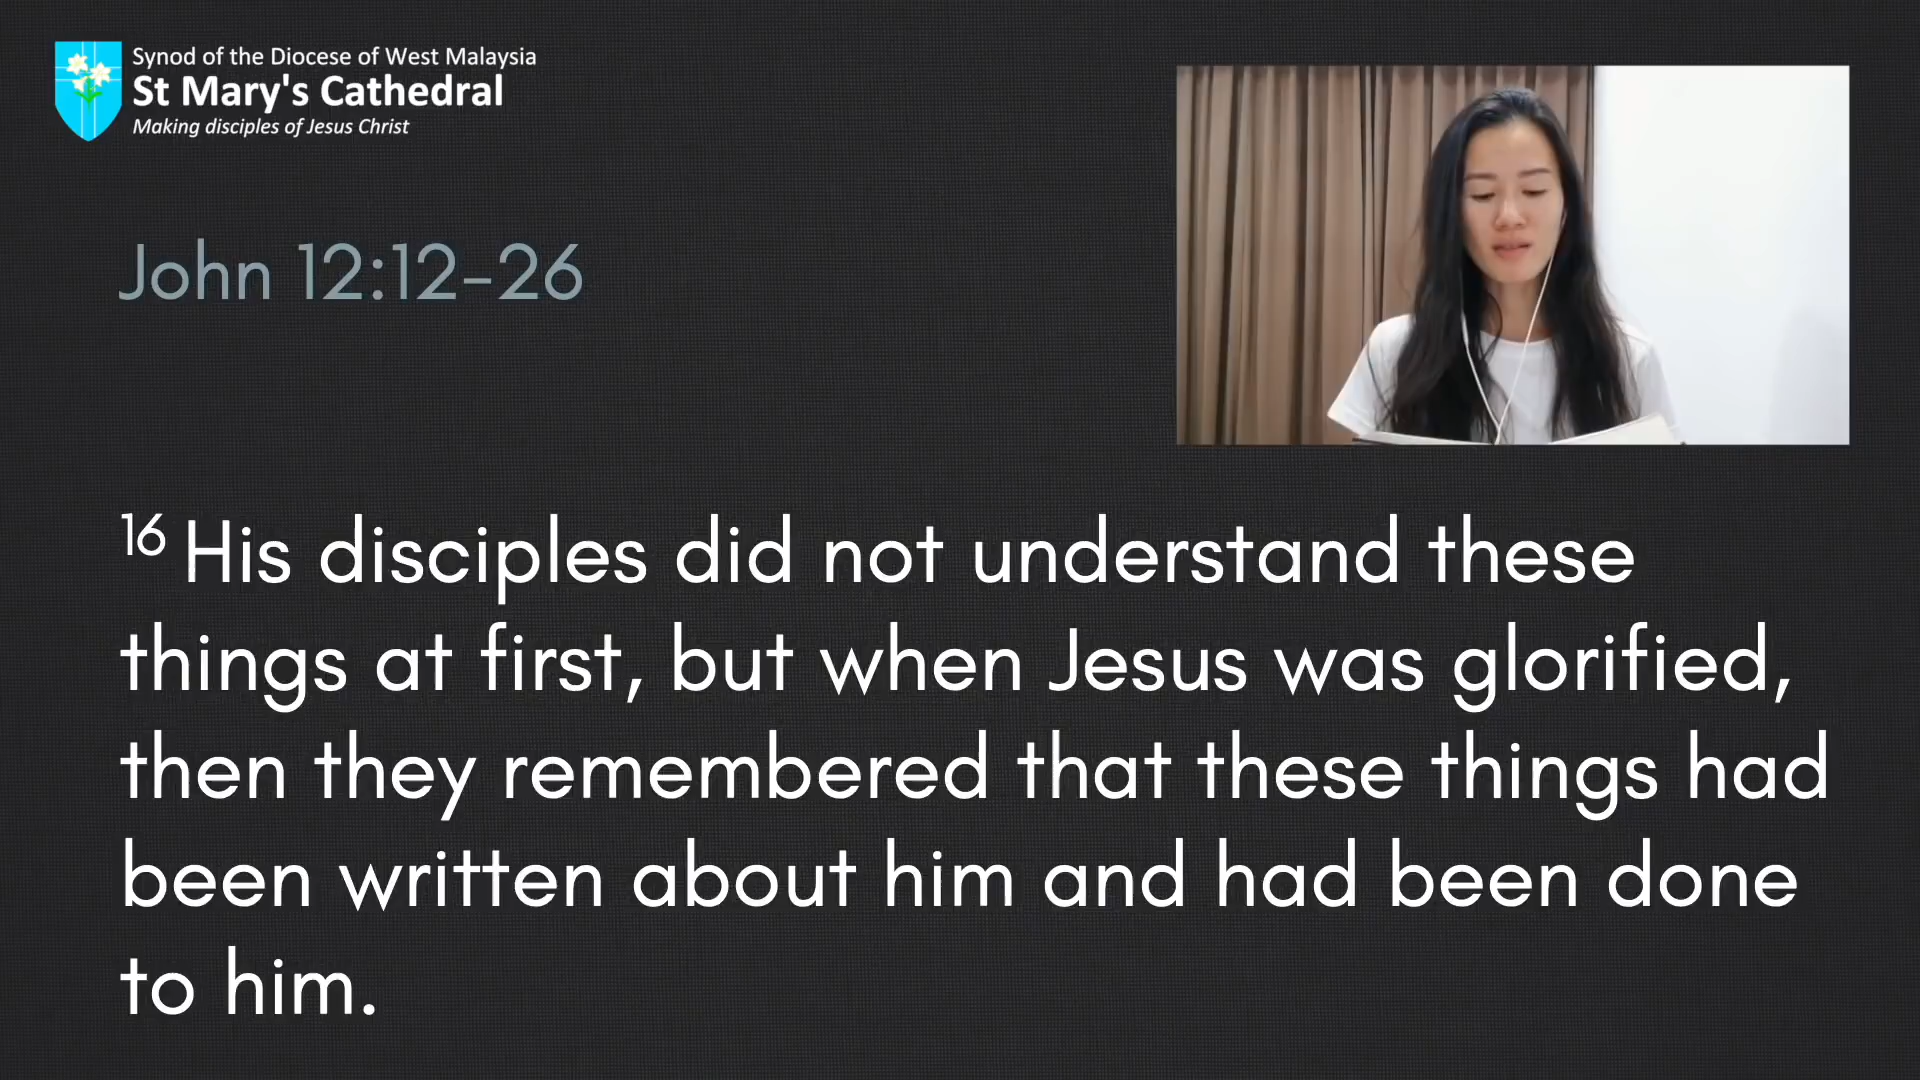 Synod of the Diocese of West Malaysia
St Mary's Cathedral
Making disciples of Jesus Christ
John 12:12-26
16 His disciples did not understand these
things at first, but when Jesus was glorified,
then they remembered that these things had
been written about him and had been done
to him.